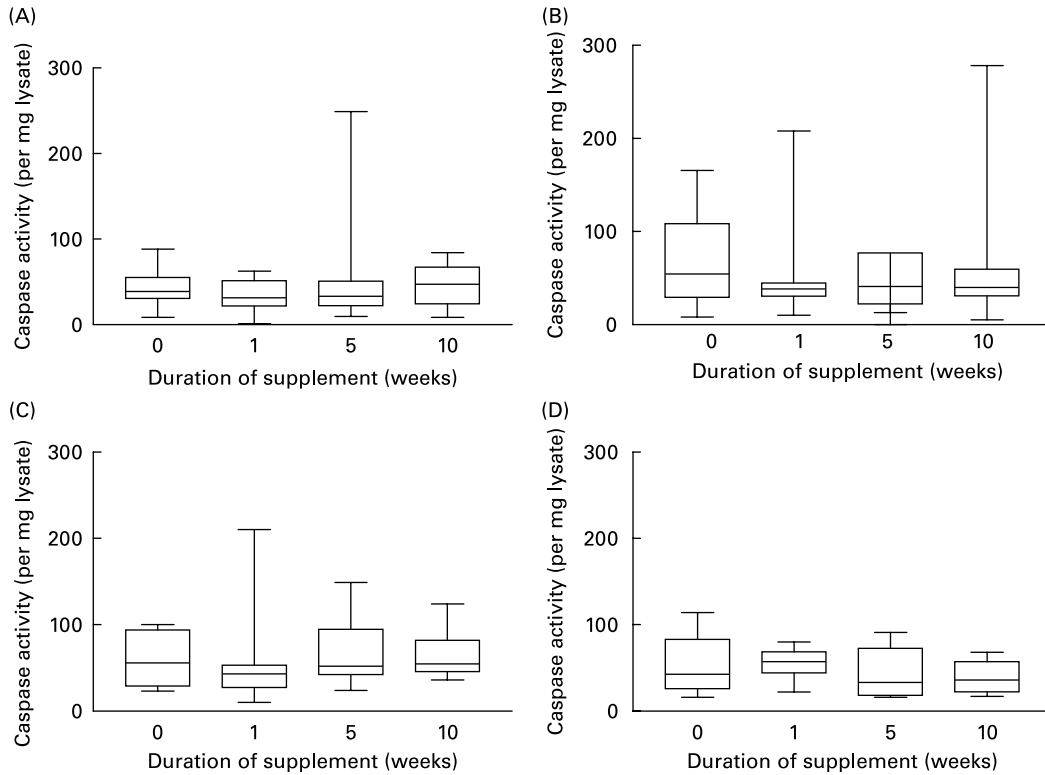 (A)
Caspase activity (per mg lysate)
300
200
100
0
0 1 5 10
Duration of supplement (weeks)
(B)
Caspase activity (per mg lysate)
300
200
100
0
0 1 5 10
Duration of supplement (weeks)
(C)
Caspase activity (per mg lysate)
300
200
100
0
0 1 5 10
Duration of supplement (weeks)
(D)
Caspase activity (per mg lysate)
300
200
100
0
0 1 5 10
Duration of supplement (weeks)